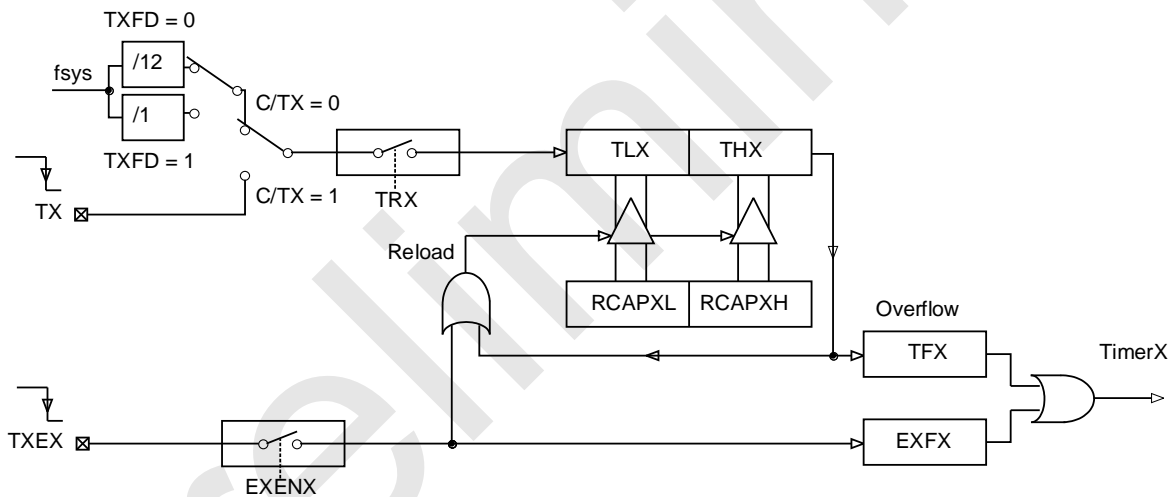 TXFD = 0
/12
fsys
C/TX = 0
/1
TXFD = 1
TLX THX
TX
C/TX = 1
TRX
Reload
RCAPXL RCAPXH
Overflow
TFX
TimerX
TXEX
EXFX
EXENX
elimin